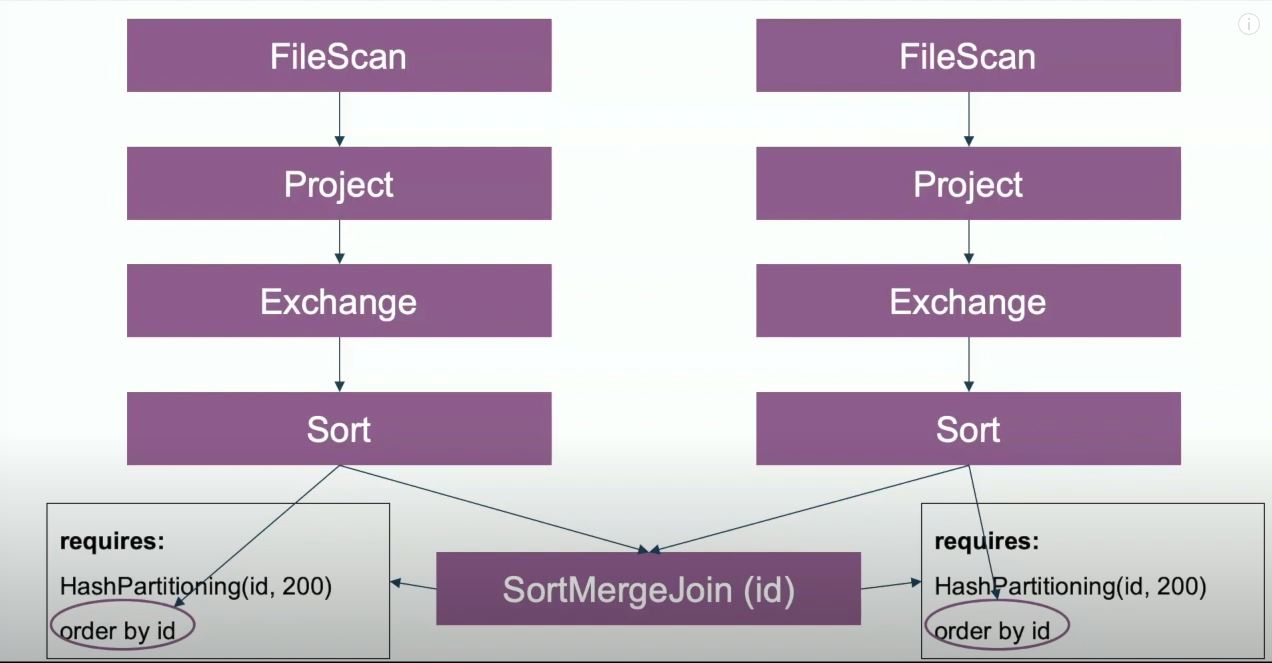 FileScan
FileScan
Project
Project
Exchange
Exchange
Sort
Sort
requires:
HashPartitioning(id, 200)
order by id
SortMergeJoin (id)
requires:
HashPartitioning(id, 200)
order by id